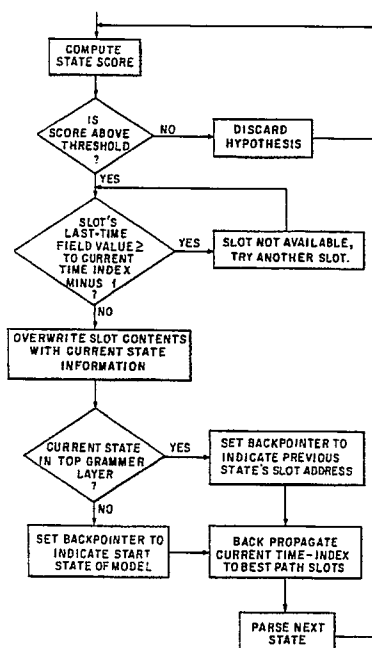 COMPUTE
STATE SCORE
IS
SCORE ABOVE
THRESHOLD
?
NO
DISCARD
HYPOTHESIS
YES
SLOT'S
LAST-TIME
FIELD VALUE ≥
TO CURRENT
TIME INDEX
MINUS 1
?
YES
SLOT NOT AVAILABLE,
TRY ANOTHER SLOT.
NO
OVERWRITE SLOT CONTENTS
WITH CURRENT STATE
INFORMATION
CURRENT STATE
IN TOP GRAMMER
LAYER
?
YES
SET BACKPOINTER TO
INDICATE PREVIOUS
STATE'S SLOT ADDRESS
NO
SET BACKPOINTER TO
INDICATE START
STATE OF MODEL
BACK PROPAGATE
CURRENT TIME-INDEX
TO BEST PATH SLOTS
PARSE NEXT
STATE